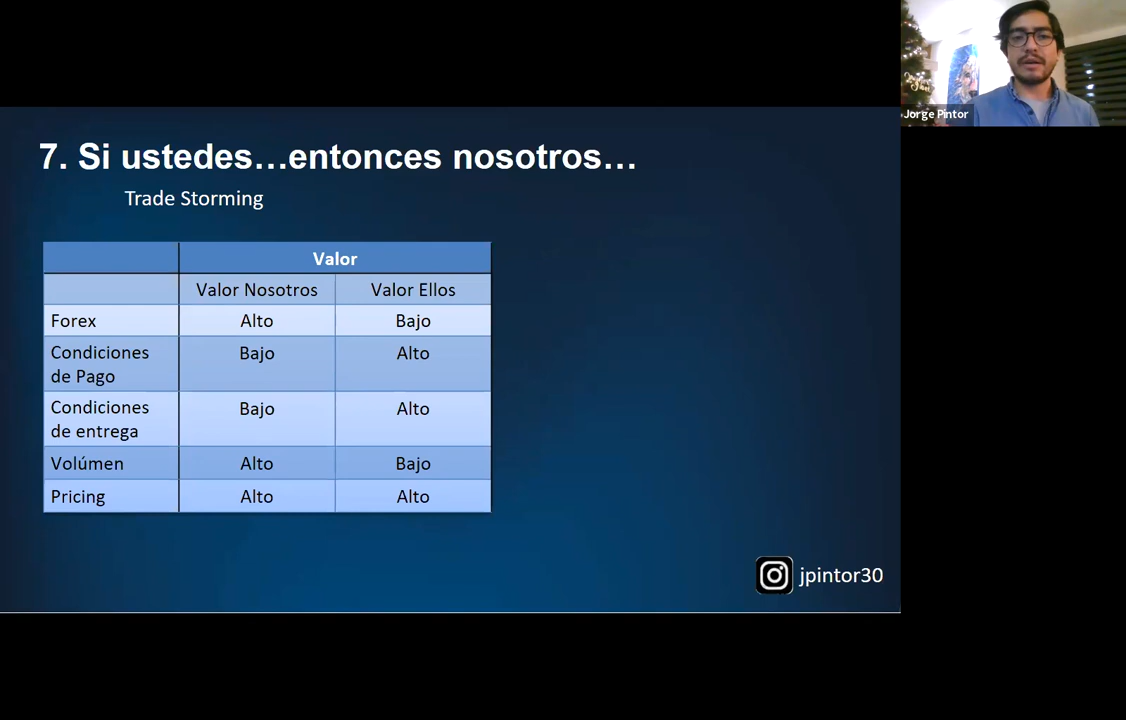 Jorge Pintor
7. Si ustedes...entonces nosotros...
Trade Storming
Valor
Valor Nosotros Valor Ellos
Forex Alto Bajo
Condiciones
de Pago Bajo Alto
Condiciones
de entrega Bajo Alto
Volúmen Alto Bajo
Pricing Alto Alto
jpintor30